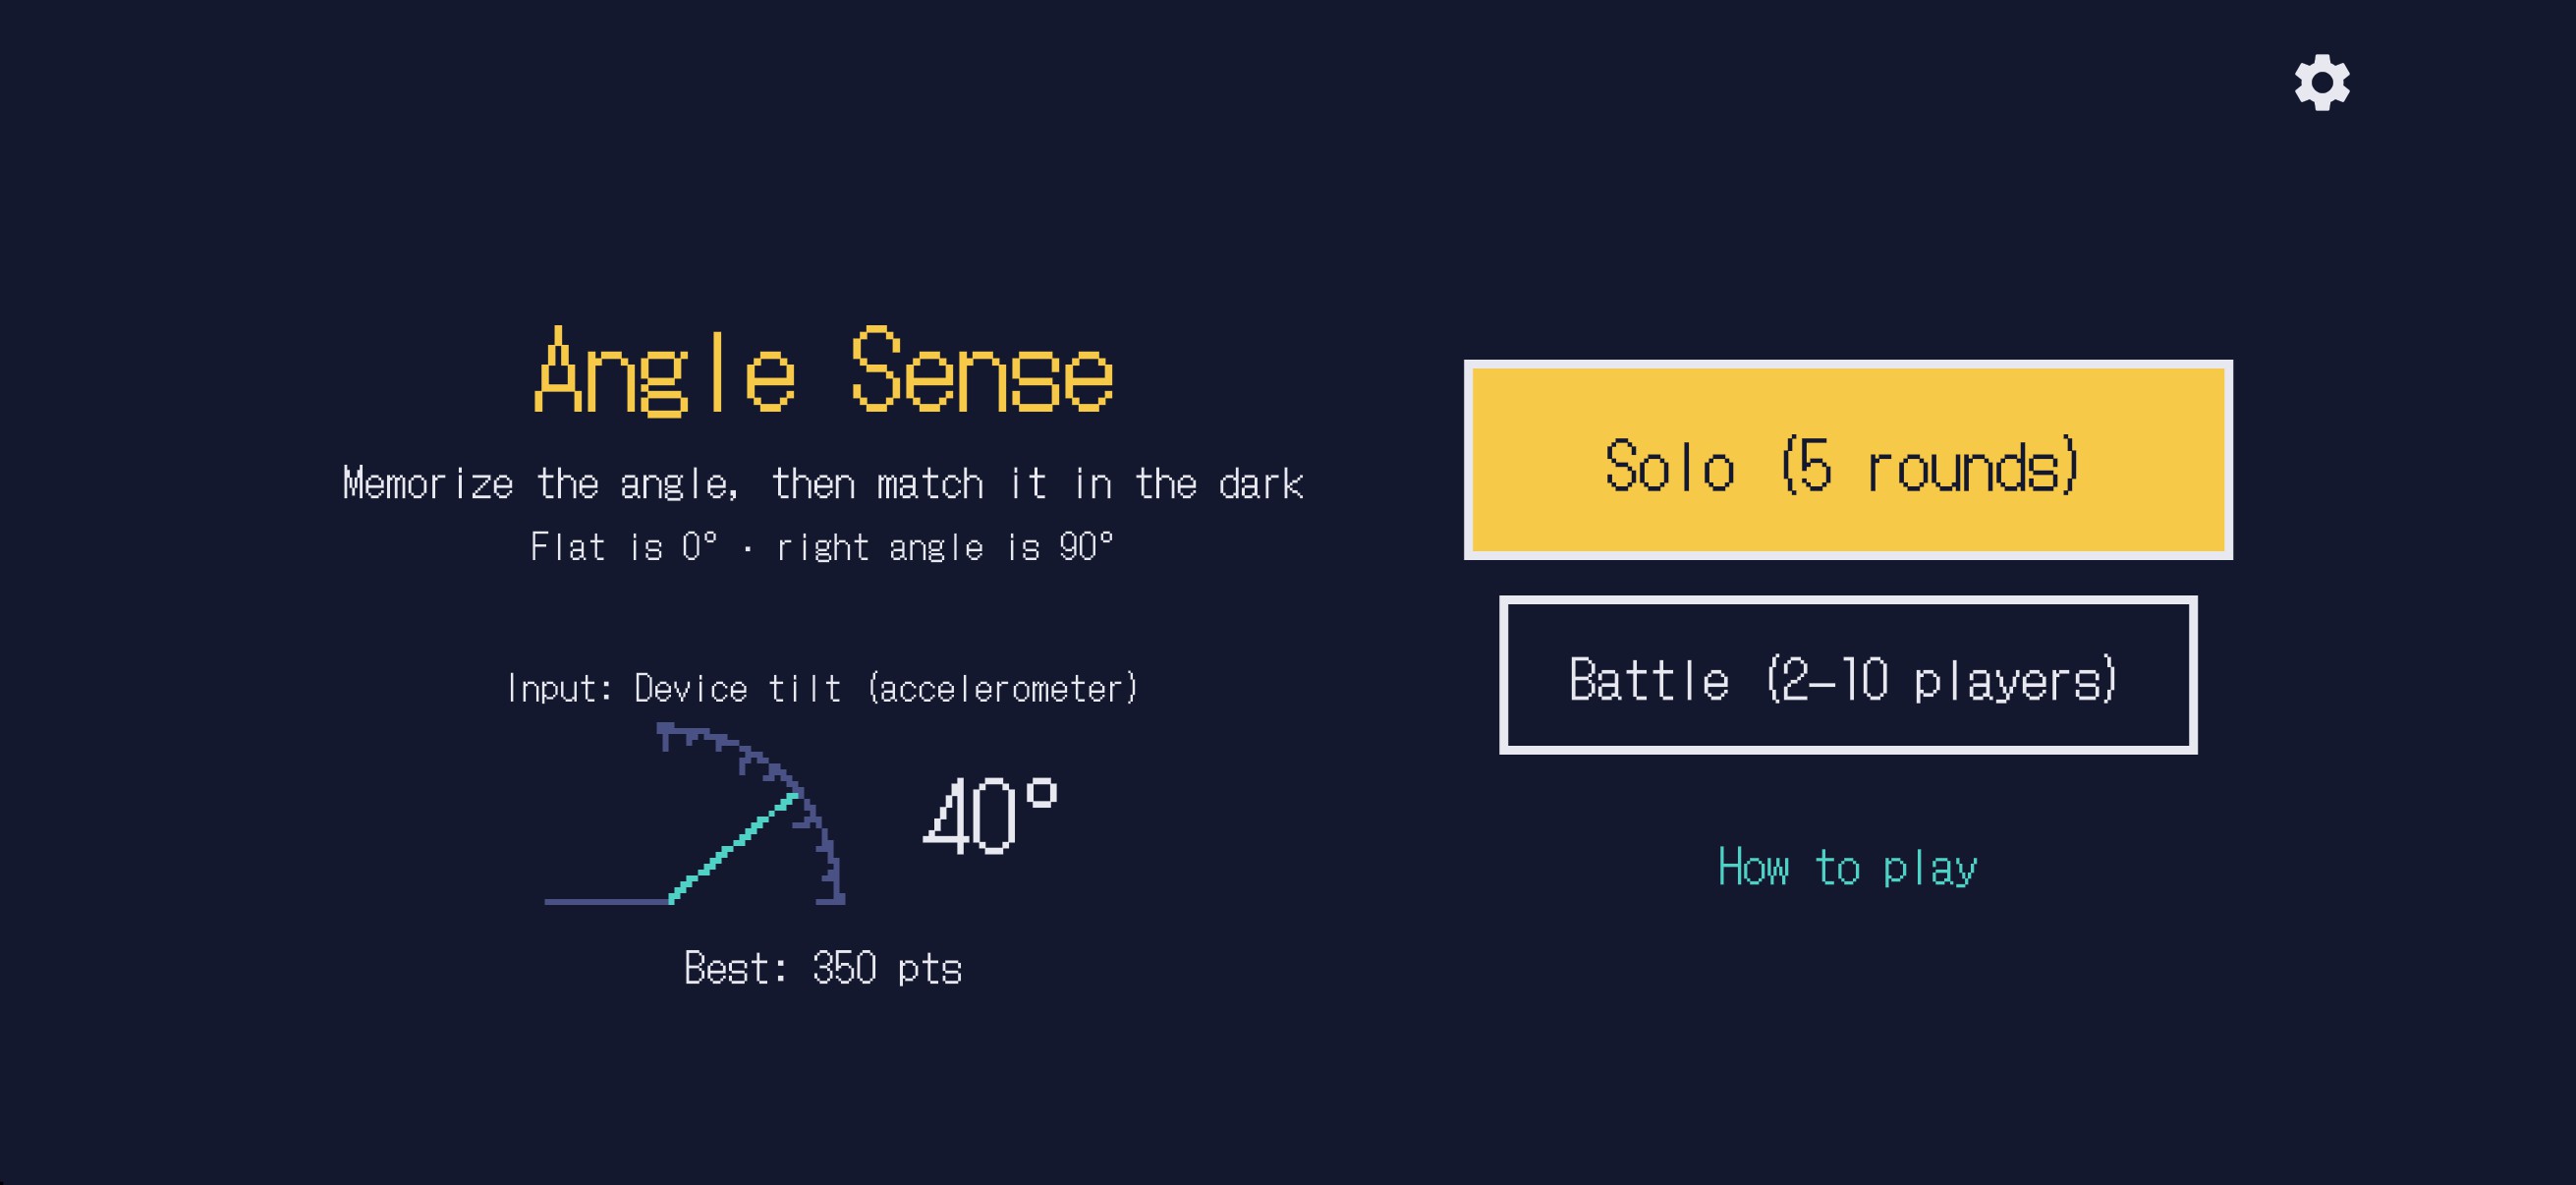 Angle Sense
Memorize the angle, then match it in the dark
Flat is 0° · right angle is 90°
Input: Device tilt (accelerometer)
40°
Best: 350 pts
Solo (5 rounds)
Battle (2–10 players)
How to play